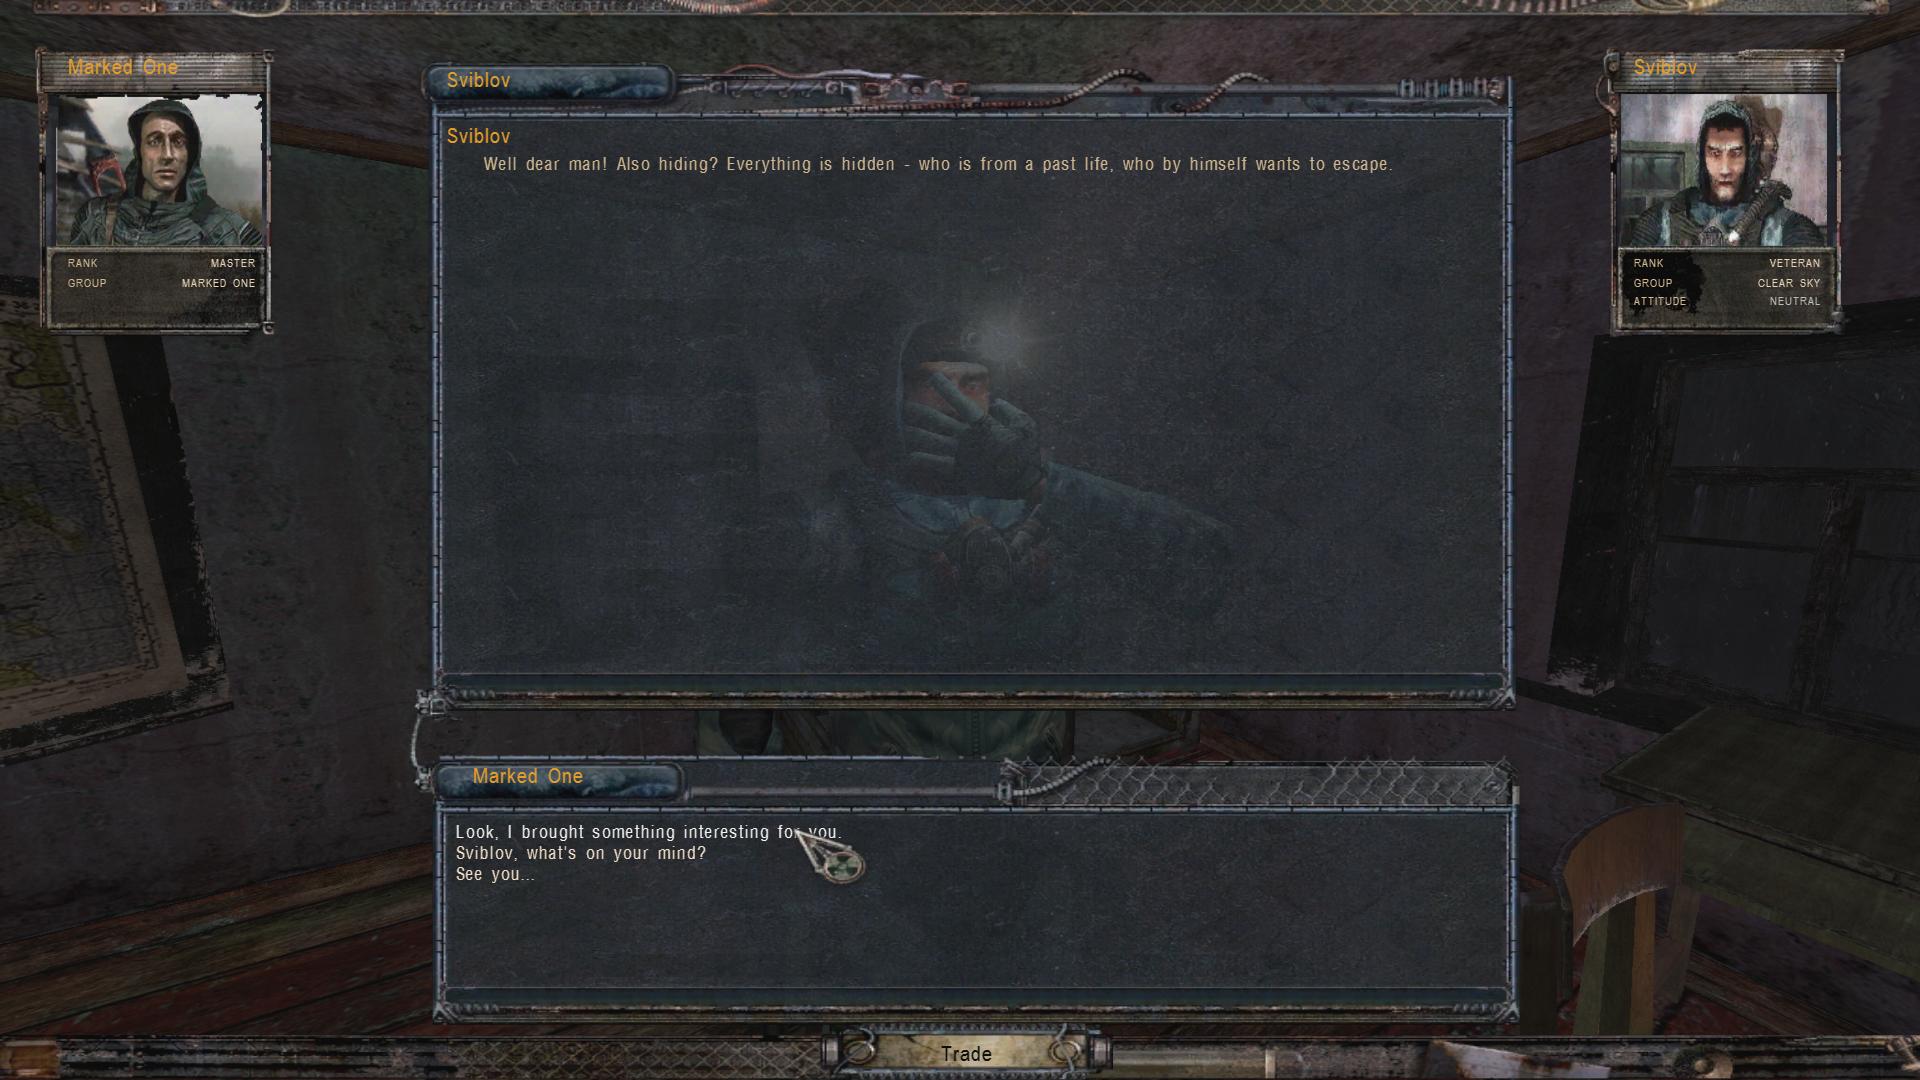 Marked One
RANK MASTER
GROUP MARKED ONE
Sviblov
Sviblov
Well dear man! Also hiding? Everything is hidden - who is from a past life, who by himself wants to escape.
Sviblov
RANK VETERAN
GROUP CLEAR SKY
ATTITUDE NEUTRAL
Marked One
Look, I brought something interesting for you.
Sviblov, what's on your mind?
See you...
Trade